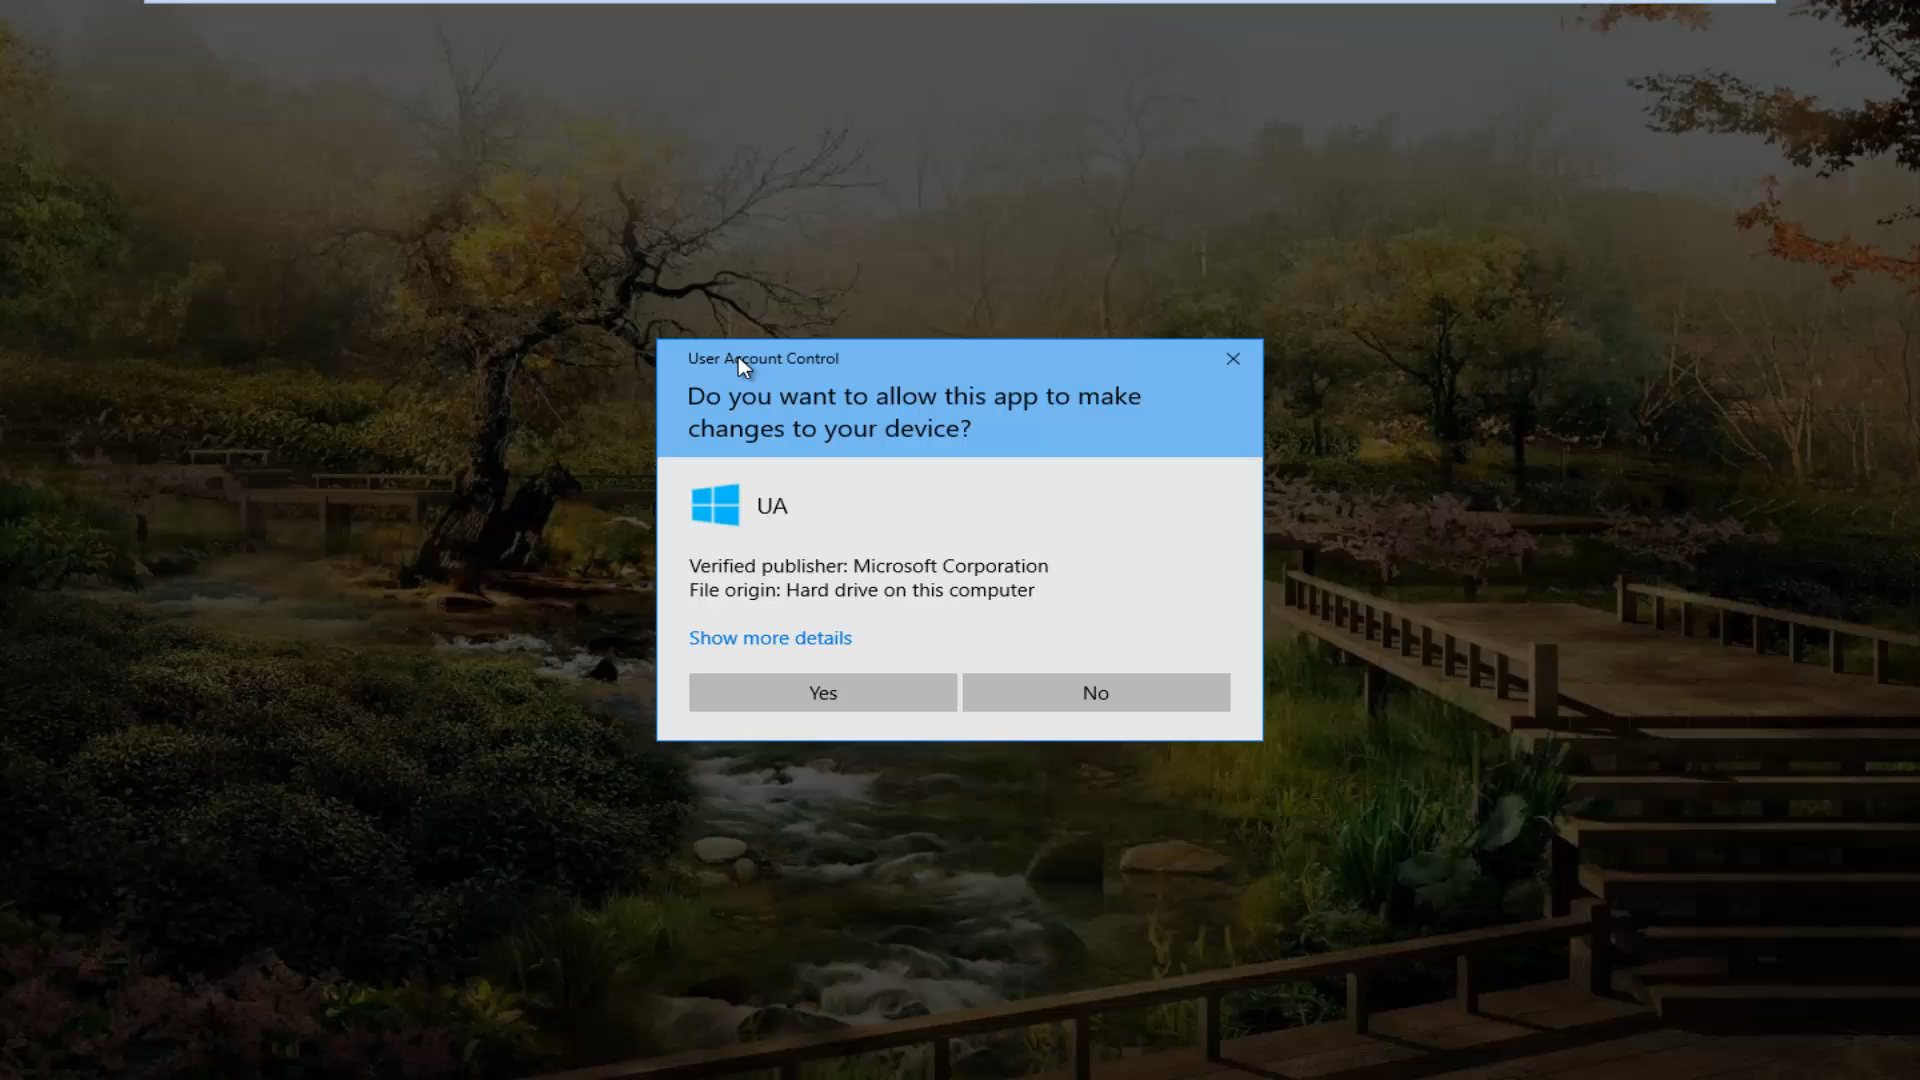 User Account Control
Do you want to allow this app to make
changes to your device?
UA
Verified publisher: Microsoft Corporation
File origin: Hard drive on this computer
Show more details
Yes
No